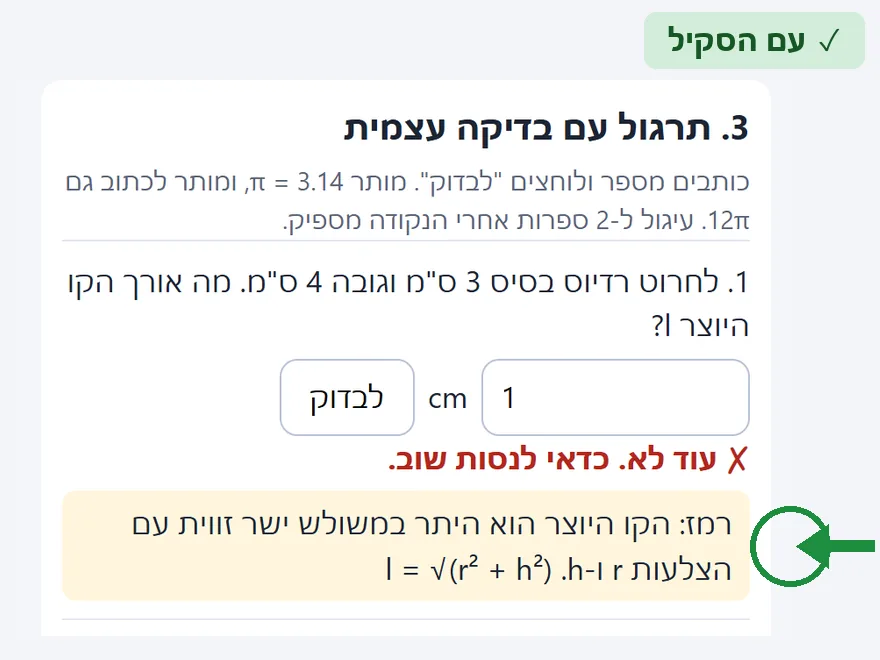 ✓ עם הסקיל
3. תרגול עם בדיקה עצמית
כותבים מספר ולוחצים "לבדוק". מותר π = 3.14, ומותר לכתוב גם
12π. עיגול ל-2 ספרות אחרי הנקודה מספיק.
1. לחרוט רדיוס בסיס 3 ס"מ וגובה 4 ס"מ. מה אורך הקו
היוצר l?
1 cm לבדוק
✗ עוד לא. כדאי לנסות שוב.
רמז: הקו היוצר הוא היתר במשולש ישר זווית עם
הצלעות r ו-h. l = √(r² + h²)